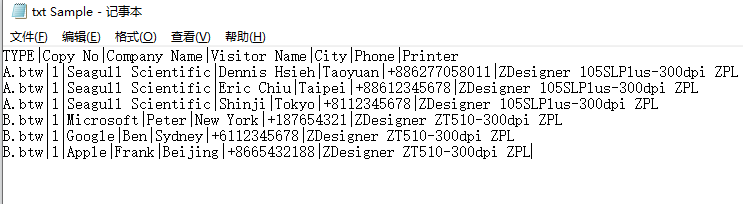 txt Sample - 记事本
文件(F) 编辑(E) 格式(O) 查看(V) 帮助(H)
TYPE|Copy No|Company Name|Visitor Name|City|Phone|Printer
A.btw|1|Seagull Scientific|Dennis Hsieh|Taoyuan|+886277058011|ZDesigner 105SLPlus-300dpi ZPL
A.btw|1|Seagull Scientific|Eric Chiu|Taipei|+88612345678|ZDesigner 105SLPlus-300dpi ZPL
A.btw|1|Seagull Scientific|Shinji|Tokyo|+8112345678|ZDesigner 105SLPlus-300dpi ZPL
B.btw|1|Microsoft|Peter|New York|+187654321|ZDesigner ZT510-300dpi ZPL
B.btw|1|Google|Ben|Sydney|+6112345678|ZDesigner ZT510-300dpi ZPL
B.btw|1|Apple|Frank|Beijing|+8665432188|ZDesigner ZT510-300dpi ZPL